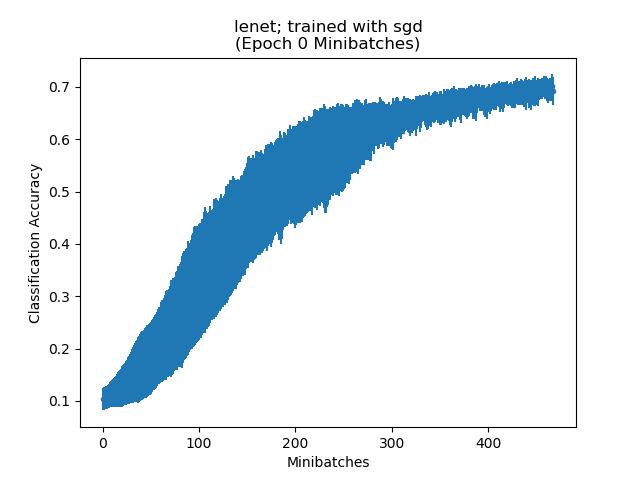 lenet; trained with sgd
(Epoch 0 Minibatches)
0.7
0.6
0.5
0.4
0.3
0.2
0.1
Classification Accuracy
0 100 200 300 400
Minibatches